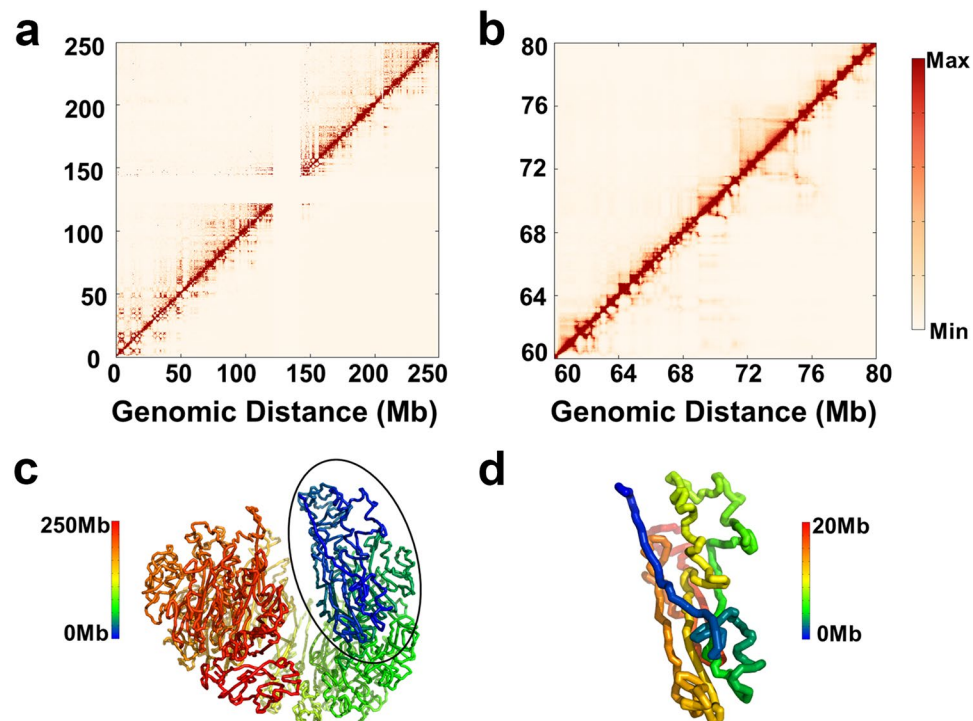 a
250
200
150
100
50
0
0 50 100 150 200 250
Genomic Distance (Mb)
b
80
76
72
68
64
60
60 64 68 72 76 80
Genomic Distance (Mb)
Max
Min
c
250Mb
0Mb
d
20Mb
0Mb